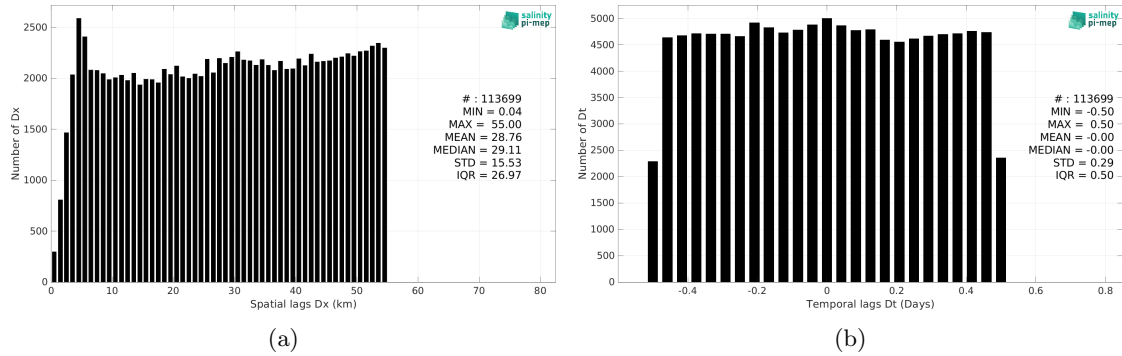 salinity
pi-mep
2500
2000
1500
1000
500
0
Number of Dx
# : 113699
MIN = 0.04
MAX = 55.00
MEAN = 28.76
MEDIAN = 29.11
STD = 15.53
IQR = 26.97
0 10 20 30 40 50 60 70 80
Spatial lags Dx (km)
(a)
salinity
pi-mep
5000
4500
4000
3500
3000
2500
2000
1500
1000
500
0
Number of Dt
# : 113699
MIN = -0.50
MAX = 0.50
MEAN = -0.00
MEDIAN = -0.00
STD = 0.29
IQR = 0.50
-0.4 -0.2 0 0.2 0.4 0.6 0.8
Temporal lags Dt (Days)
(b)